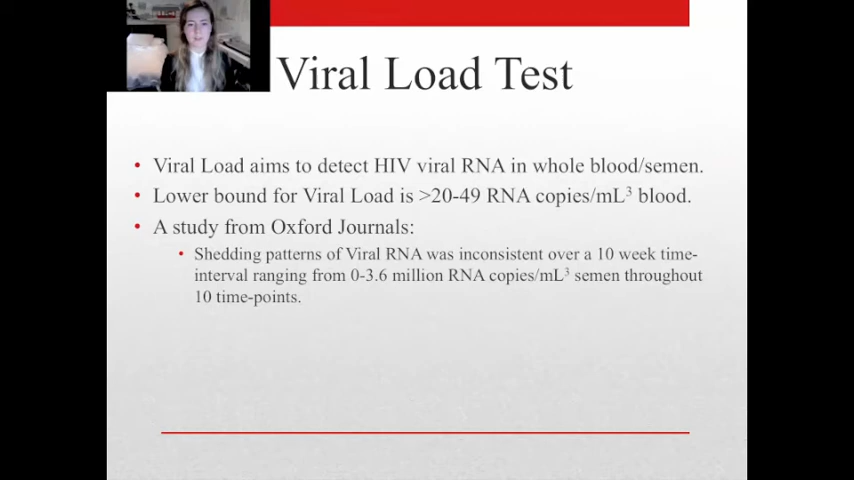 Viral Load Test
• Viral Load aims to detect HIV viral RNA in whole blood/semen.
• Lower bound for Viral Load is >20-49 RNA copies/mL³ blood.
• A study from Oxford Journals:
• Shedding patterns of Viral RNA was inconsistent over a 10 week time-
interval ranging from 0-3.6 million RNA copies/mL³ semen throughout
10 time-points.